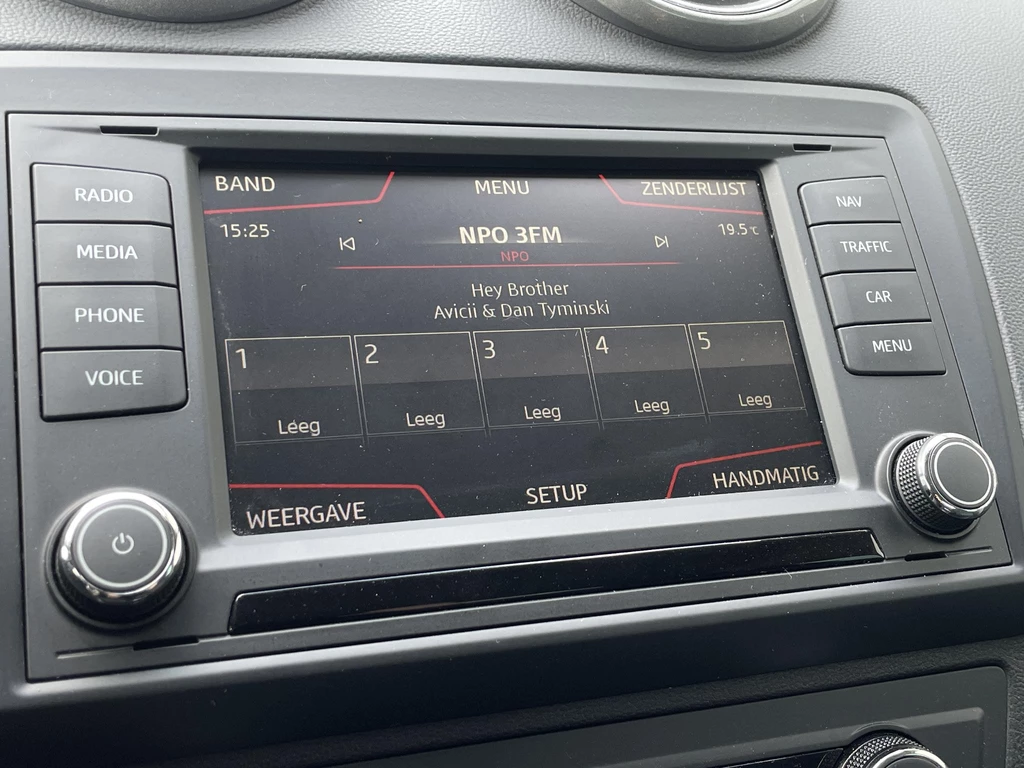 RADIO
MEDIA
PHONE
VOICE
BAND
MENU
ZENDERLIJST
15:25
NPO 3FM
19.5°C
NPO
Hey Brother
Avicii & Dan Tyminski
1
2
3
4
5
Leeg
Leeg
Leeg
Leeg
Leeg
WEERGAVE
SETUP
HANDMATIG
NAV
TRAFFIC
CAR
MENU